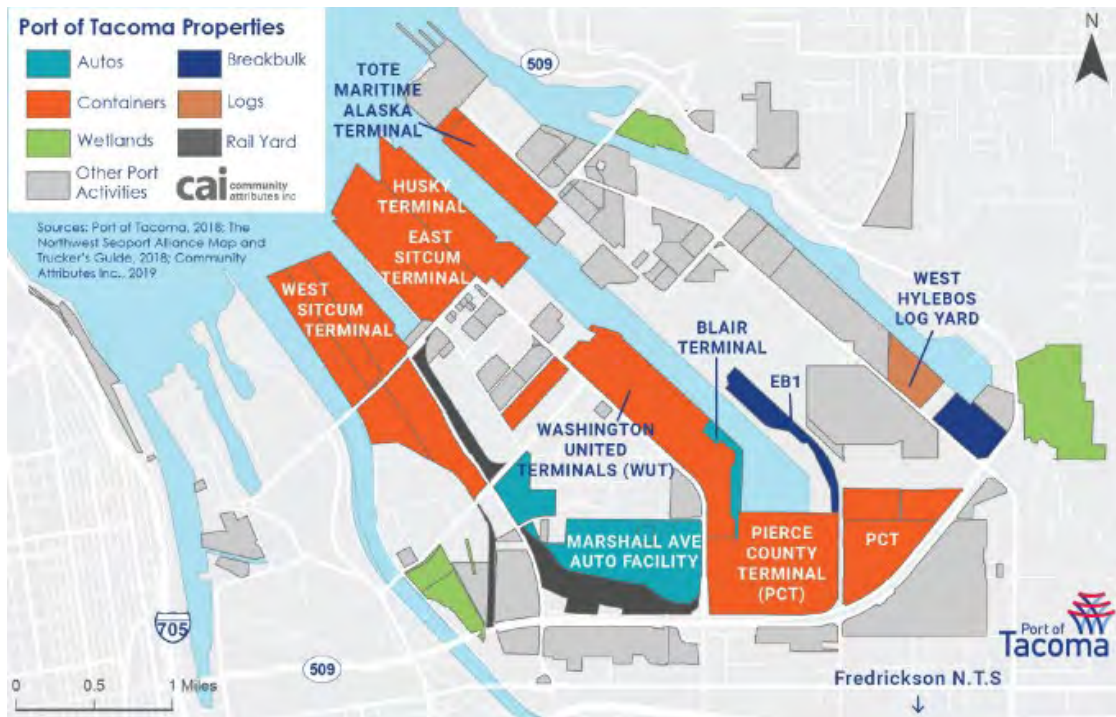 Port of Tacoma Properties
Autos
Breakbulk
Containers
Logs
Wetlands
Rail Yard
Other Port
Activities
cai community
attributes inc
Sources: Port of Tacoma, 2018; The
Northwest Seaport Alliance Map and
Trucker's Guide, 2018; Community
Attributes Inc., 2019
N
509
TOTE
MARITIME
ALASKA
TERMINAL
HUSKY
TERMINAL
EAST
SITCUM
TERMINAL
WEST
SITCUM
TERMINAL
WEST
HYLEBOS
LOG YARD
BLAIR
TERMINAL
EB1
WASHINGTON
UNITED
TERMINALS (WUT)
MARSHALL AVE
AUTO FACILITY
PIERCE
COUNTY
TERMINAL
(PCT)
PCT
705
509
Port of
Tacoma
Fredrickson N.T.S
0 0.5 1 Miles